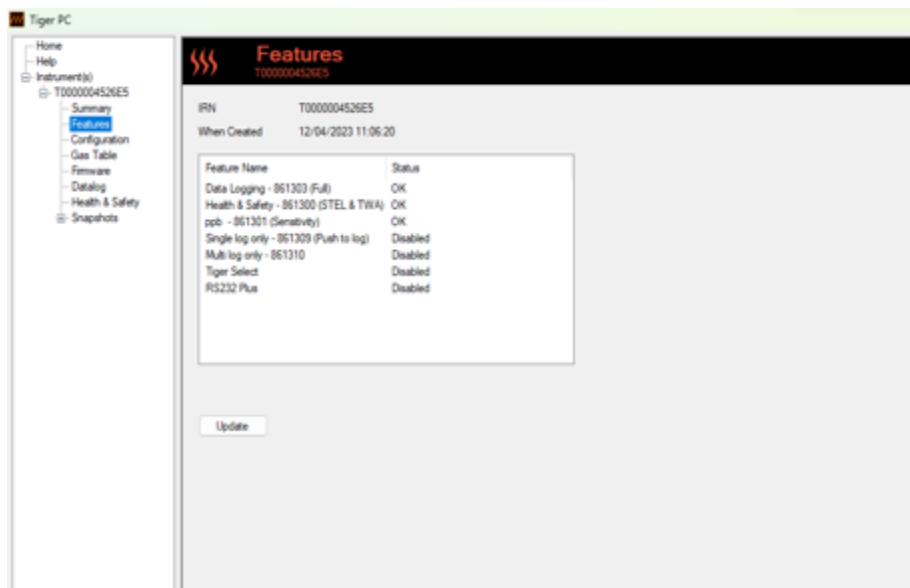 Tiger PC
Home
Help
Instrument(s)
T0000004526E5
Summary
Features
Configuration
Gas Table
Firmware
Datalog
Health & Safety
Snapshots
Features
T0000004526E5
IRN T0000004526E5
When Created 12/04/2023 11:06:20
Feature Name Status
Data Logging - 861303 (Full) OK
Health & Safety - 861300 (STEL & TWA) OK
ppb - 861301 (Sensitivity) OK
Single log only - 861309 (Push to log) Disabled
Multi log only - 861310 Disabled
Tiger Select Disabled
RS232 Plus Disabled
Update